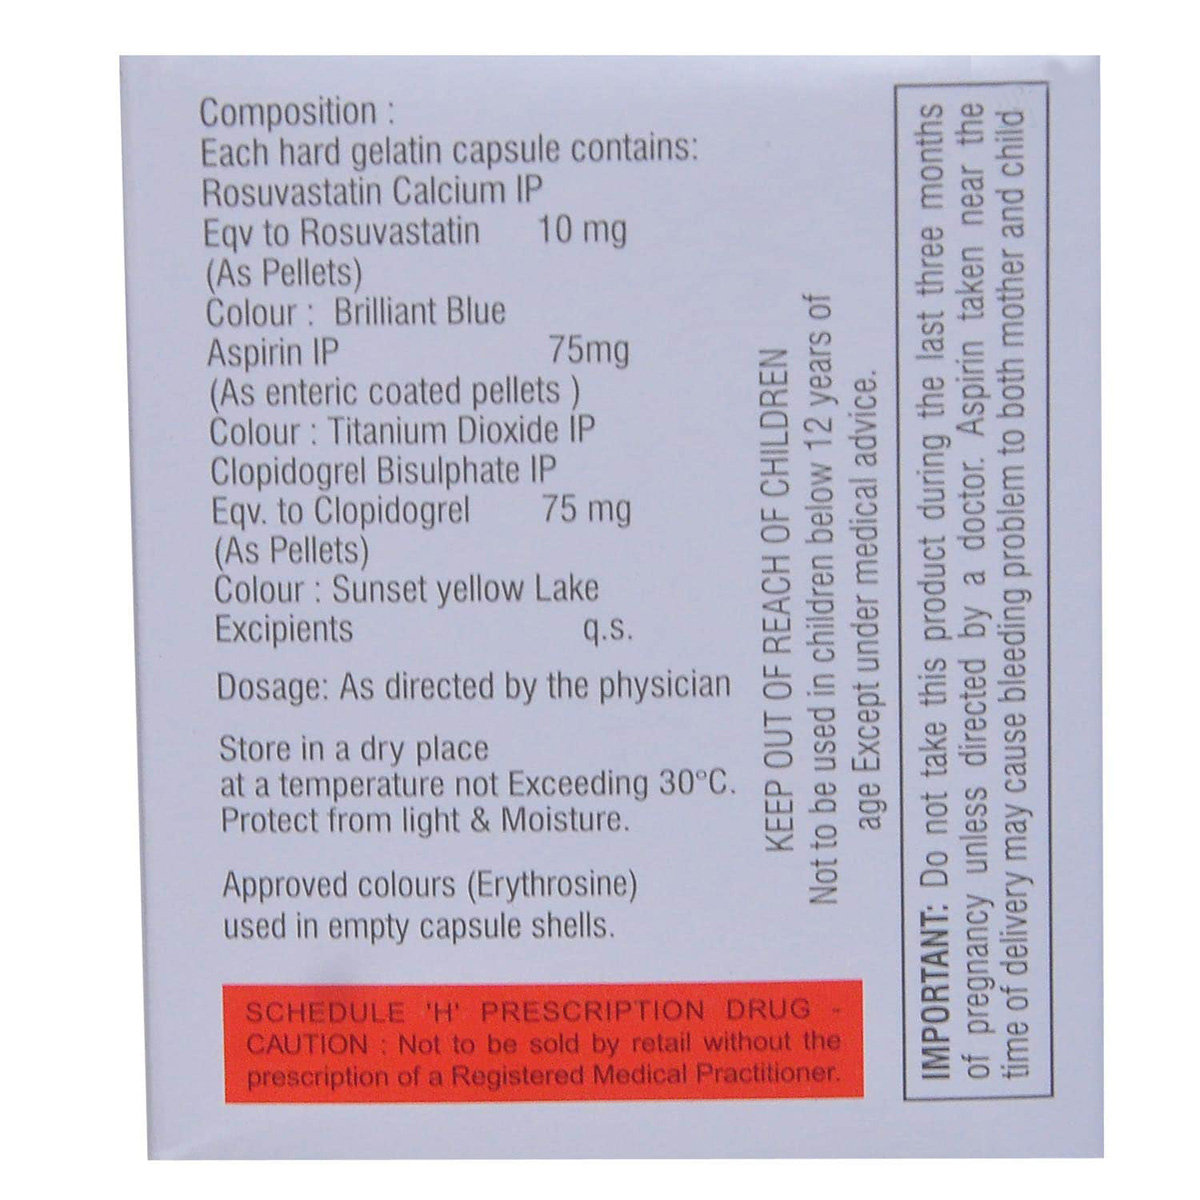 Composition :
Each hard gelatin capsule contains:
Rosuvastatin Calcium IP
Eqv to Rosuvastatin 10 mg
(As Pellets)
Colour : Brilliant Blue
Aspirin IP 75mg
(As enteric coated pellets )
Colour : Titanium Dioxide IP
Clopidogrel Bisulphate IP
Eqv. to Clopidogrel 75 mg
(As Pellets)
Colour : Sunset yellow Lake
Excipients q.s.
Dosage: As directed by the physician
Store in a dry place
at a temperature not Exceeding 30°C.
Protect from light & Moisture.
Approved colours (Erythrosine)
used in empty capsule shells.
SCHEDULE 'H' PRESCRIPTION DRUG -
CAUTION : Not to be sold by retail without the
prescription of a Registered Medical Practitioner.
KEEP OUT OF REACH OF CHILDREN
Not to be used in children below 12 years of
age Except under medical advice.
IMPORTANT: Do not take this product during the last three months
of pregnancy unless directed by a doctor. Aspirin taken near the
time of delivery may cause bleeding problem to both mother and child